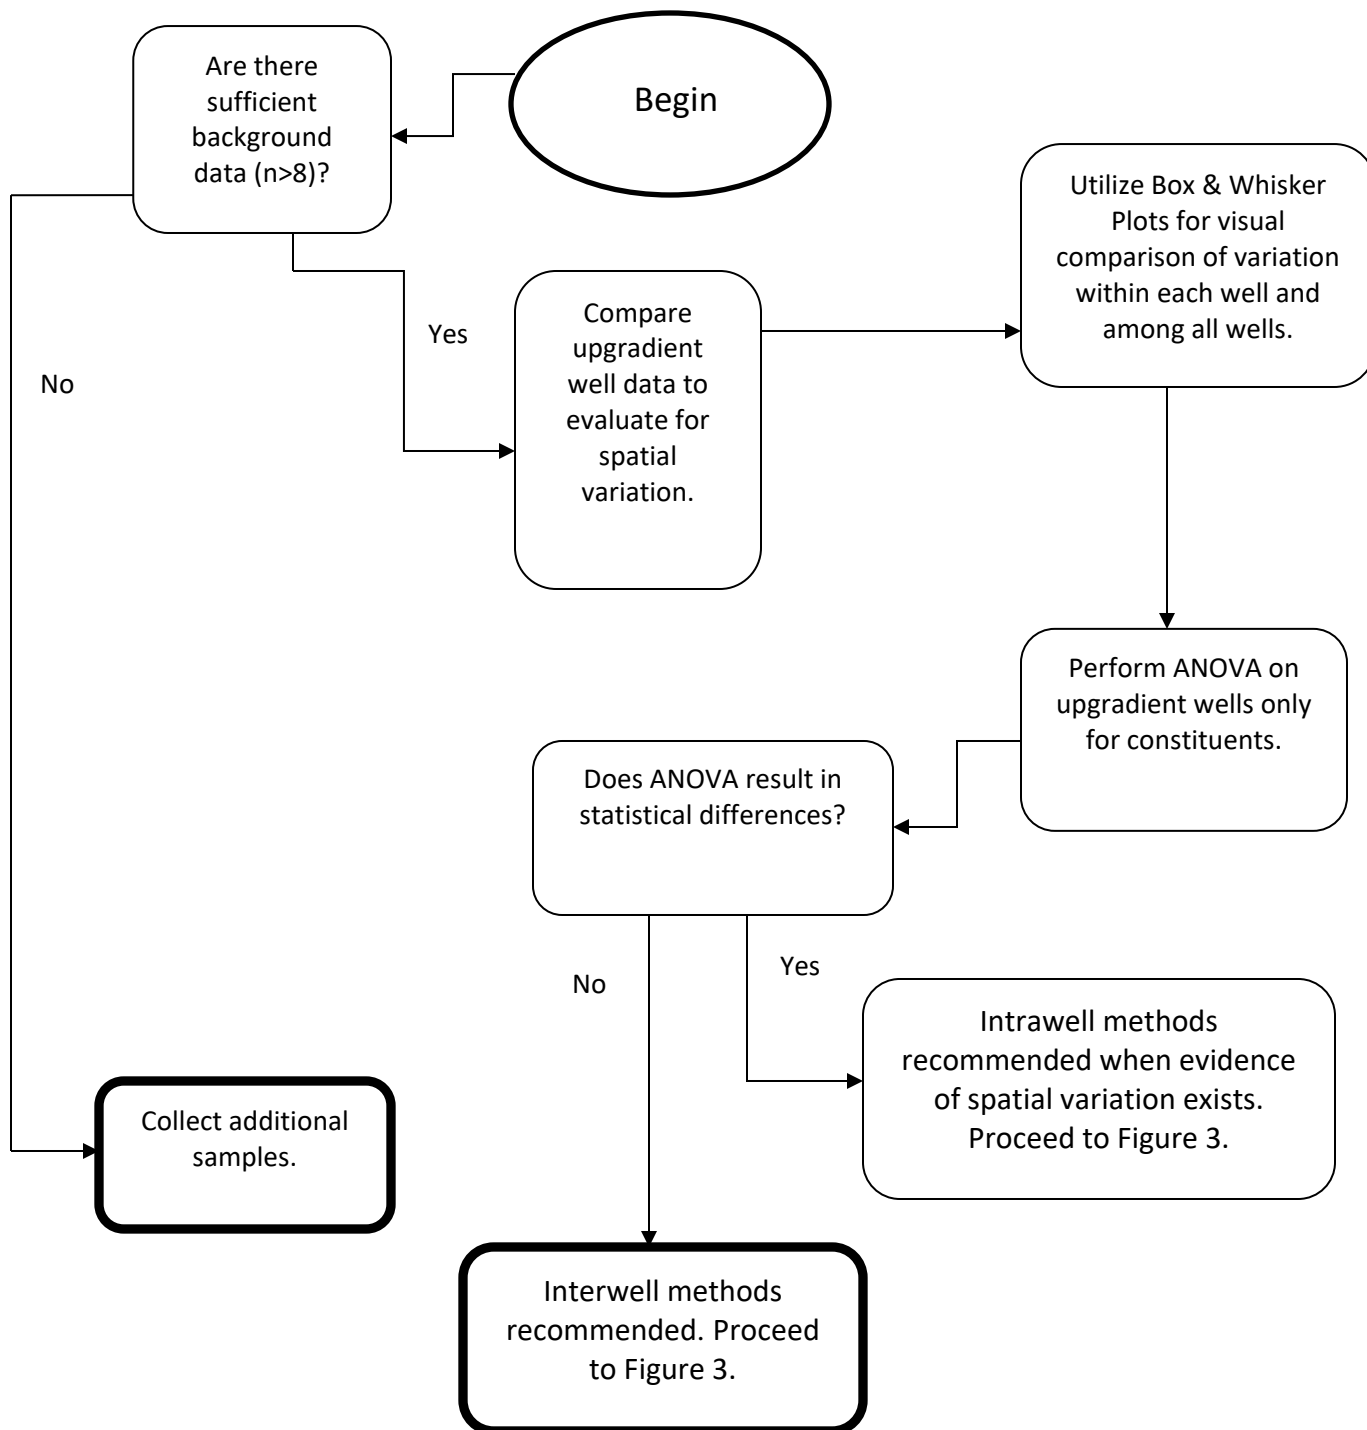 Begin
Are there
sufficient
background
data (n>8)?
No
Yes
Compare
upgradient
well data to
evaluate for
spatial
variation.
Utilize Box & Whisker
Plots for visual
comparison of variation
within each well and
among all wells.
Perform ANOVA on
upgradient wells only
for constituents.
Does ANOVA result in
statistical differences?
No
Yes
Intrawell methods
recommended when evidence
of spatial variation exists.
Proceed to Figure 3.
Collect additional
samples.
Interwell methods
recommended. Proceed
to Figure 3.